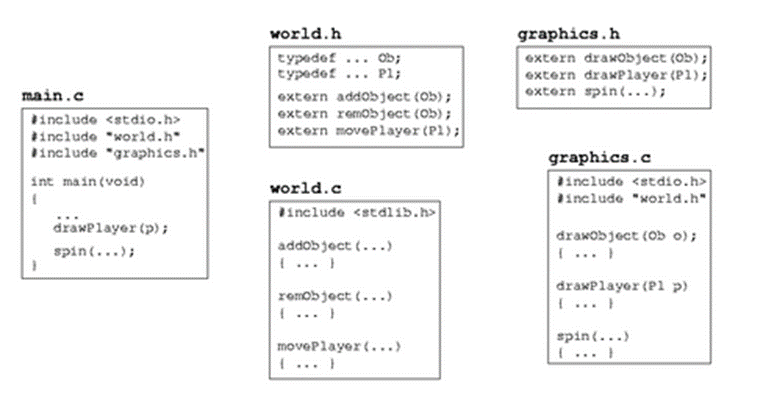 main.c
#include <stdio.h>
#include "world.h"
#include "graphics.h"
int main(void)
{
...
drawPlayer(p);
spin(...);
}
world.h
typedef ... Ob;
typedef ... Pl;
extern addObject(Ob);
extern remObject(Ob);
extern movePlayer(Pl);
world.c
#include <stdlib.h>
addObject(...)
{ ... }
remObject(...)
{ ... }
movePlayer(...)
{ ... }
graphics.h
extern drawObject(Ob);
extern drawPlayer(Pl);
extern spin(...);
graphics.c
#include <stdio.h>
#include "world.h"
drawObject(Ob o);
{ ... }
drawPlayer(Pl p)
{ ... }
spin(...)
{ ... }